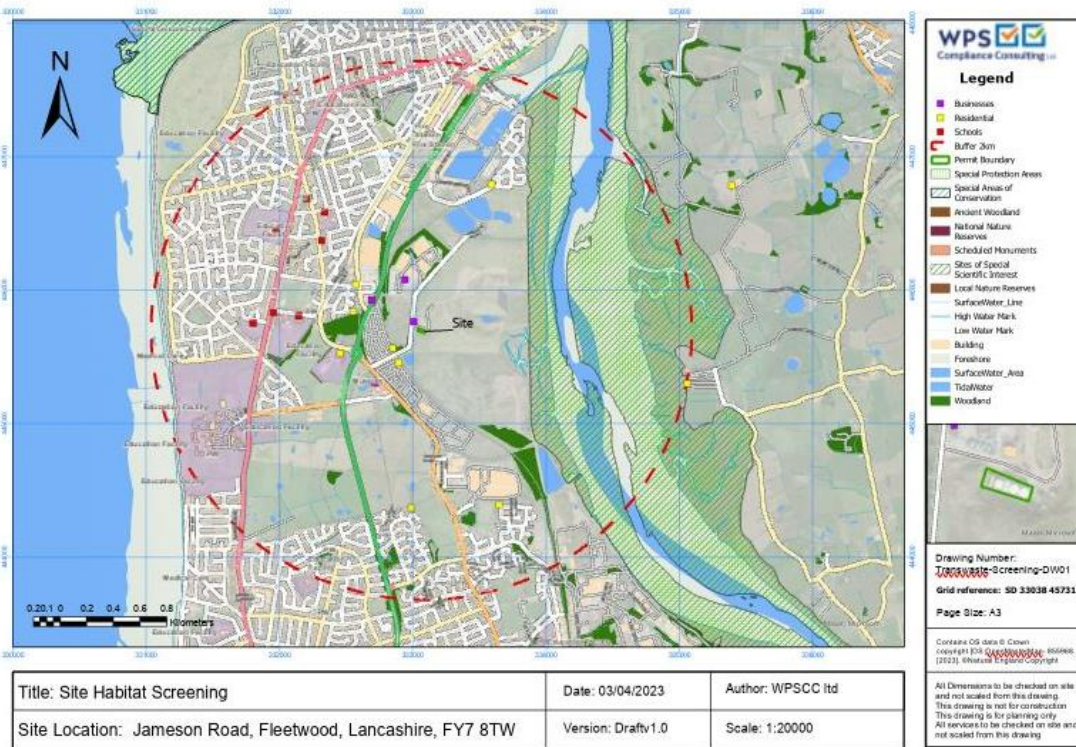 N
Site
0.2 0.1 0 0.2 0.4 0.6 0.8
Kilometers
WPS
Compliance Consulting Ltd
Legend
Businesses
Residential
Schools
Buffer 2km
Permit Boundary
Special Protection Areas
Special Areas of
Conservation
Ancient Woodland
National Nature
Reserves
Scheduled Monuments
Sites of Special
Scientific Interest
Local Nature Reserves
SurfaceWater_Line
High Water Mark
Low Water Mark
Building
Foreshore
SurfaceWater_Area
TidalWater
Woodland
Drawing Number:
Transwaste-Screening-DW01
Grid reference: SD 33038 45731
Page Size: A3
Contains OS data © Crown
[2023]. ©Natural England Copyright
All Dimensions to be checked on site
and not scaled from this drawing.
This drawing is not for construction
This drawing is for planning only
All services to be checked on site and
not scaled from this drawing
Title: Site Habitat Screening
Date: 03/04/2023
Author: WPSCC ltd
Site Location: Jameson Road, Fleetwood, Lancashire, FY7 8TW
Version: Draftv1.0
Scale: 1:20000